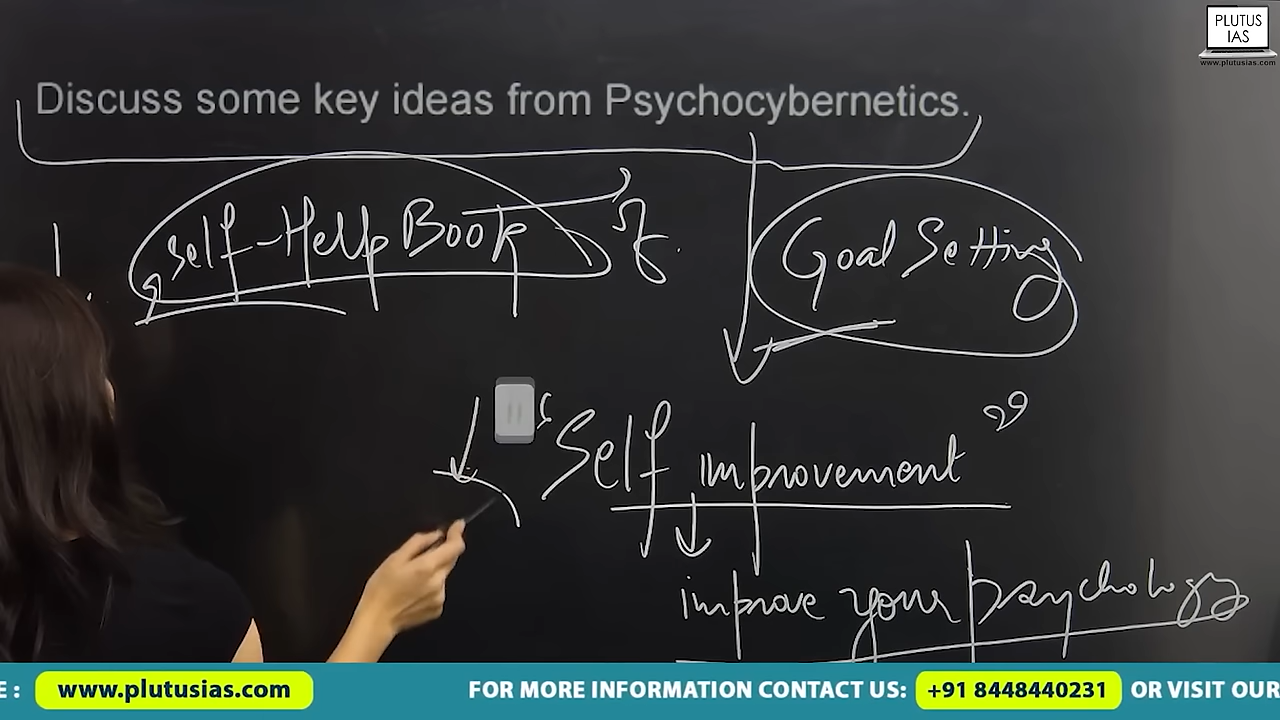 PLUTUS
IAS
www.plutusias.com
Discuss some key ideas from Psychocybernetics.
Self-Help Book
Goal Setting
"Self improvement"
improve your psychology
E :
www.plutusias.com
FOR MORE INFORMATION CONTACT US:
+91 8448440231
OR VISIT OUR